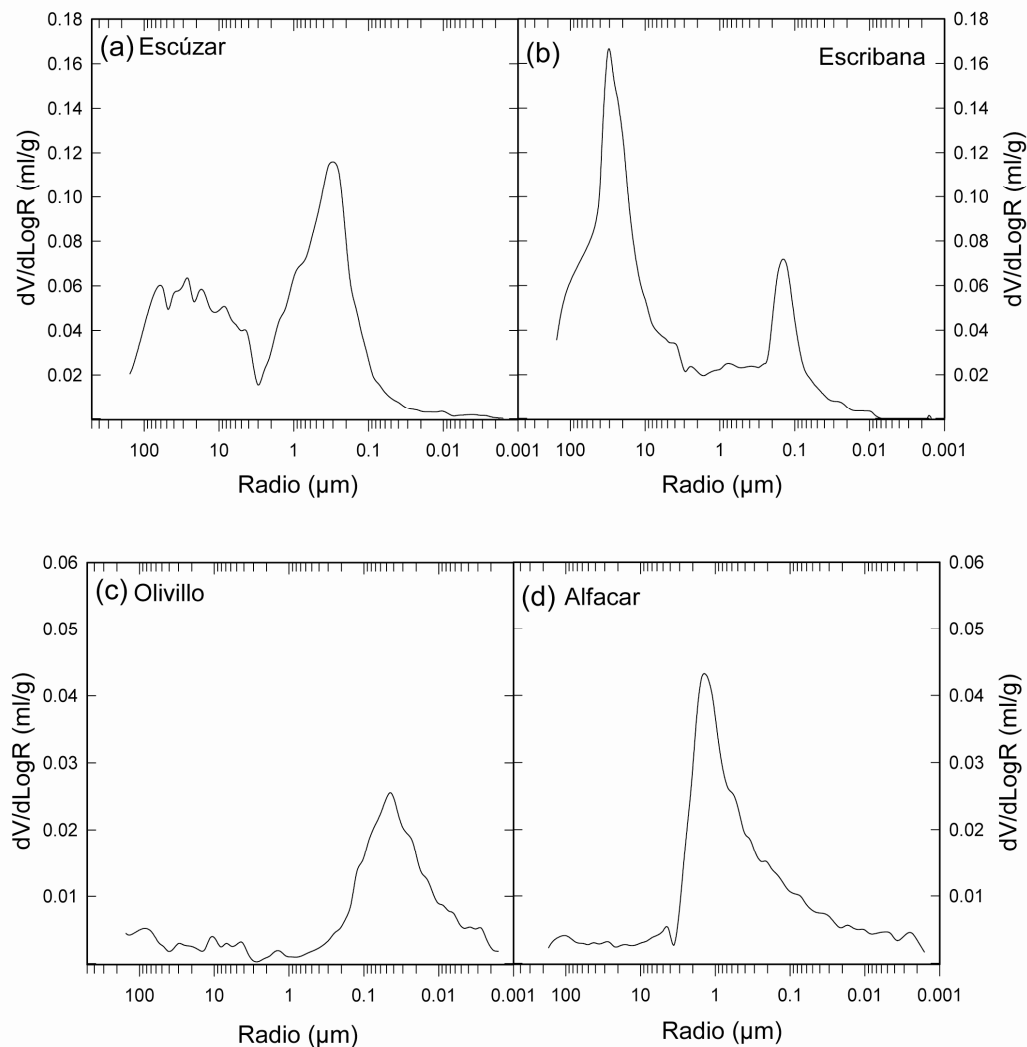 (a) Escúzar
(b) Escribana
0.18
0.16
0.14
0.12
0.10
0.08
0.06
0.04
0.02
dV/dLogR (ml/g)
0.18
0.16
0.14
0.12
0.10
0.08
0.06
0.04
0.02
dV/dLogR (ml/g)
100 10 1 0.1 0.01 0.001 100 10 1 0.1 0.01 0.001
Radio (µm) Radio (µm)
(c) Olivillo
(d) Alfacar
0.06
0.05
0.04
0.03
0.02
0.01
dV/dLogR (ml/g)
0.06
0.05
0.04
0.03
0.02
0.01
dV/dLogR (ml/g)
100 10 1 0.1 0.01 0.001 100 10 1 0.1 0.01 0.001
Radio (µm) Radio (µm)